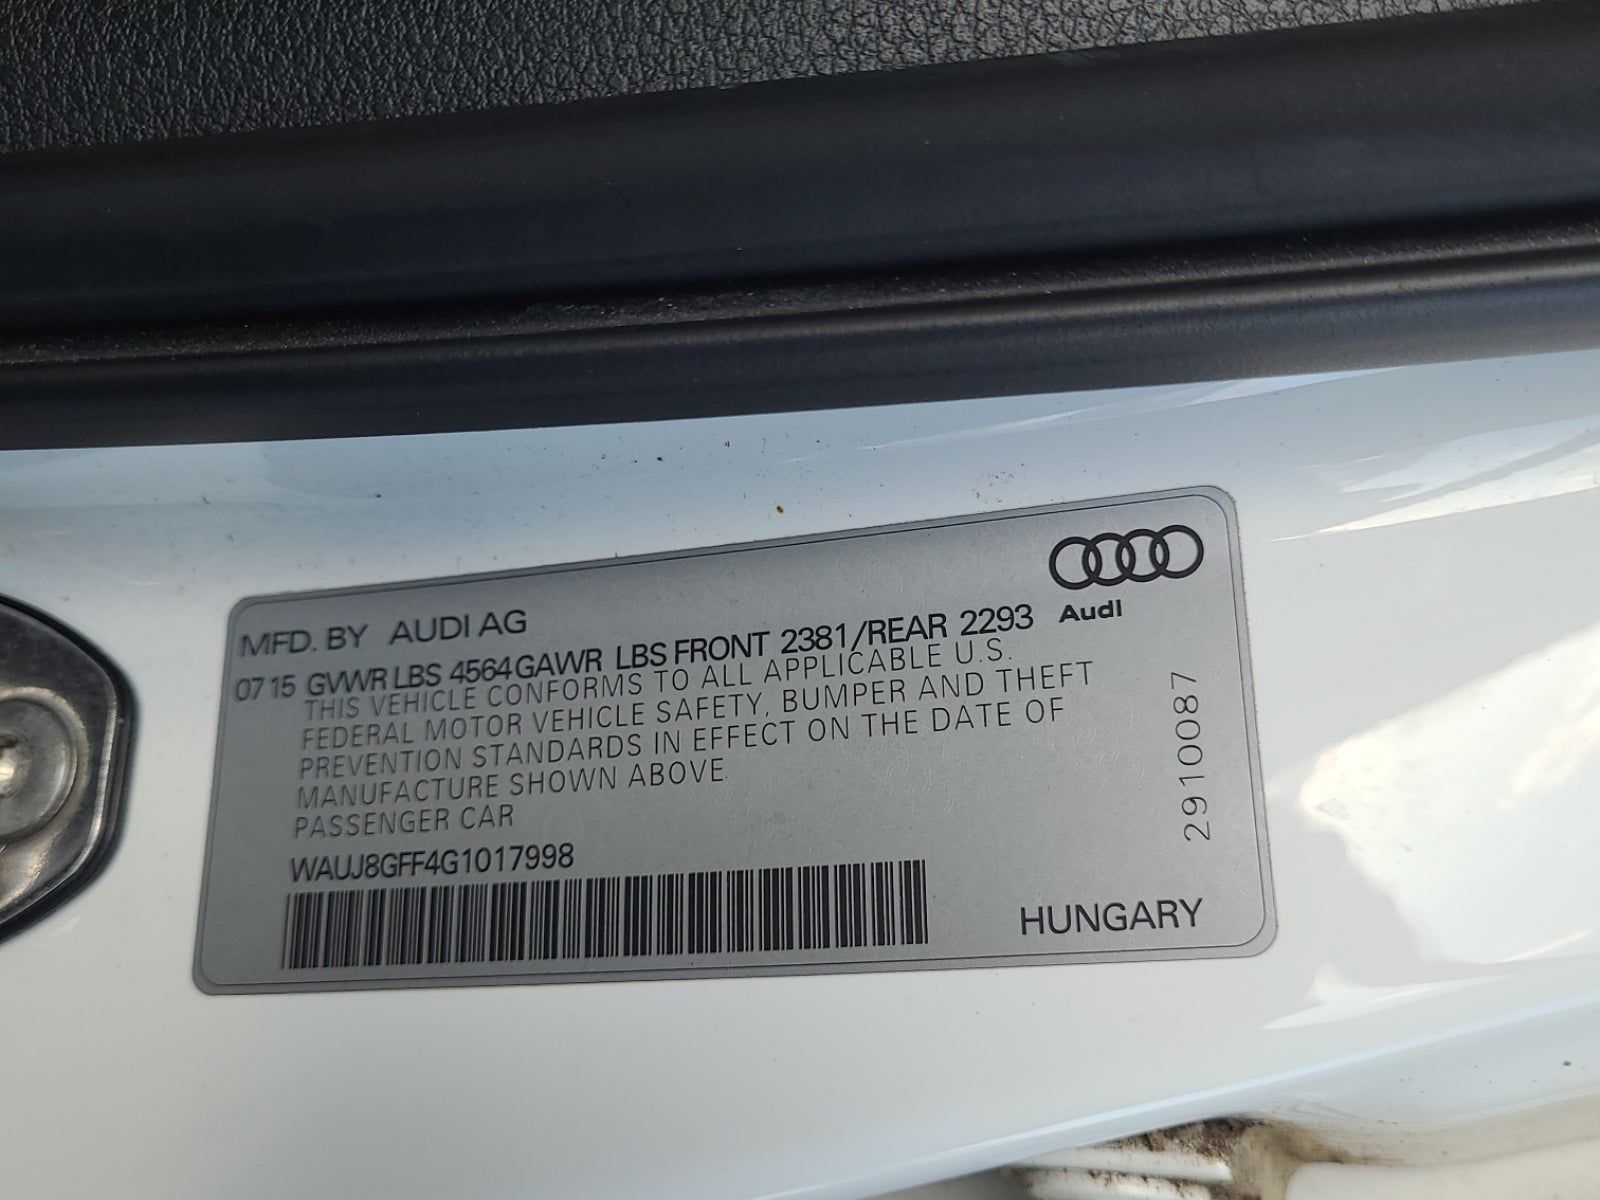 MFD. BY AUDI AG
Audi
0715 GVWR LBS 4564 GAWR LBS FRONT 2381/REAR 2293
THIS VEHICLE CONFORMS TO ALL APPLICABLE U.S.
FEDERAL MOTOR VEHICLE SAFETY, BUMPER AND THEFT
PREVENTION STANDARDS IN EFFECT ON THE DATE OF
MANUFACTURE SHOWN ABOVE
PASSENGER CAR
WAUJ8GFF4G1017998
2910087
HUNGARY